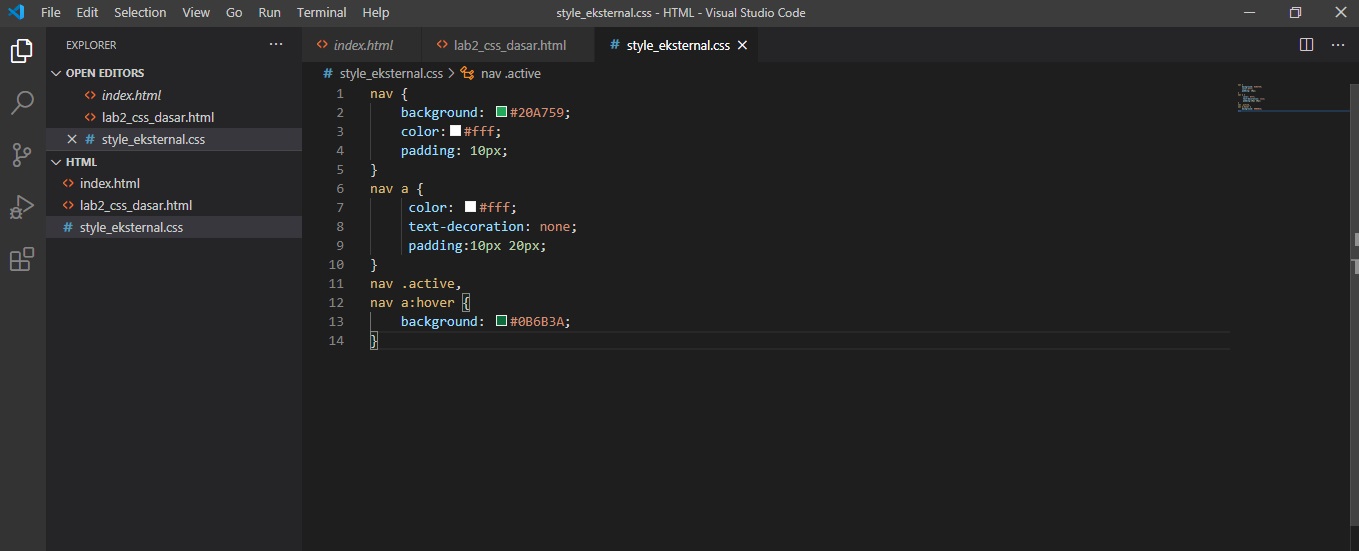 File Edit Selection View Go Run Terminal Help style_eksternal.css - HTML - Visual Studio Code
EXPLORER ···
OPEN EDITORS
index.html
lab2_css_dasar.html
style_eksternal.css
HTML
index.html
lab2_css_dasar.html
style_eksternal.css
index.html lab2_css_dasar.html # style_eksternal.css
# style_eksternal.css > nav .active
1 nav {
2 background: #20A759;
3 color: #fff;
4 padding: 10px;
5 }
6 nav a {
7 color: #fff;
8 text-decoration: none;
9 padding:10px 20px;
10 }
11 nav .active,
12 nav a:hover {
13 background: #0B6B3A;
14 }